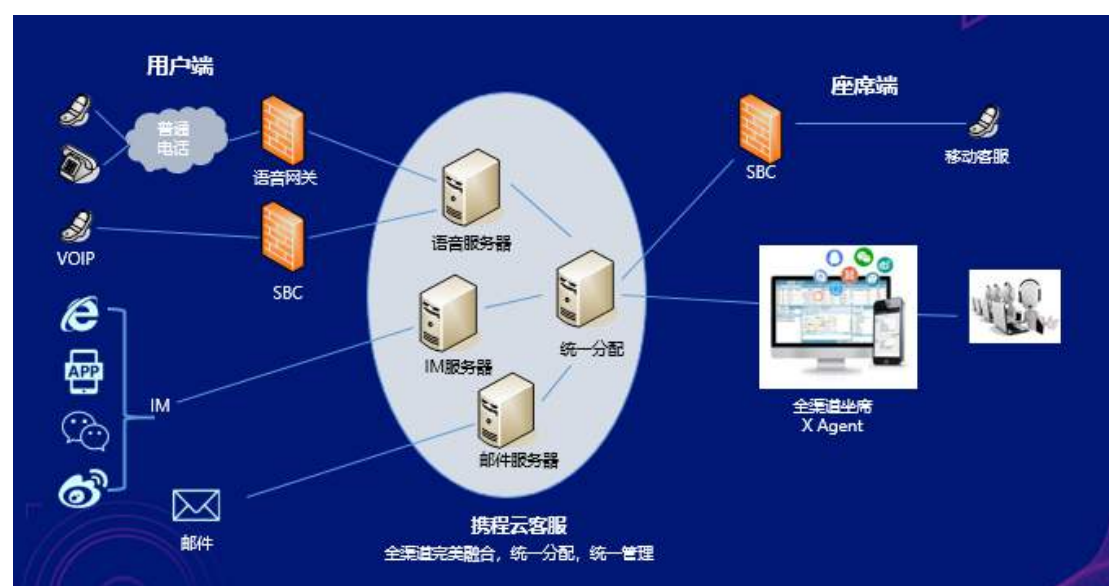 用户端
座席端
普通
电话
语音网关
SBC
移动客服
VOIP
SBC
语音服务器
APP
IM
IM服务器
统一分配
全渠道坐席
X Agent
邮件服务器
邮件
携程云客服
全渠道完美融合，统一分配，统一管理